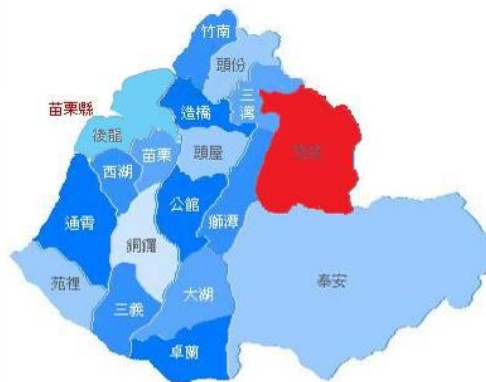 竹南
頭份
苗栗縣
造橋
三灣
後龍
苗栗
頭屋
西湖
通霄
公館
獅潭
銅鑼
苑裡
泰安
大湖
三義
卓蘭